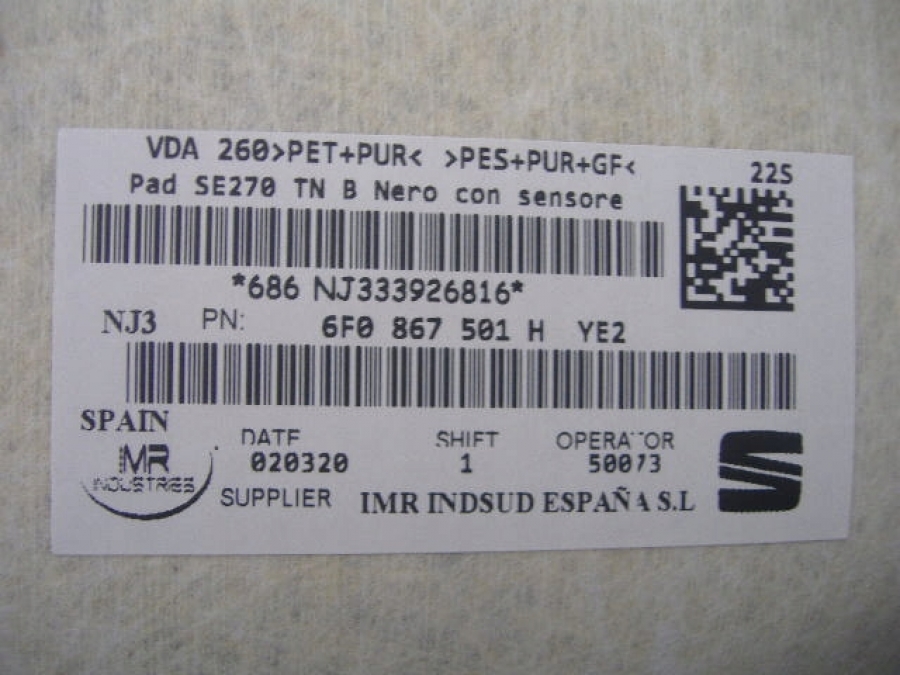 VDA 260>PET+PUR< >PES+PUR+GF<
22S
Pad SE270 TN B Nero con sensore
*686 NJ333926816*
NJ3 PN: 6F0 867 501 H YE2
SPAIN
DATE SHIFT OPERATOR
020320 1 50073
IMR INDUSTRIES
SUPPLIER IMR INDSUD ESPAÑA S.L